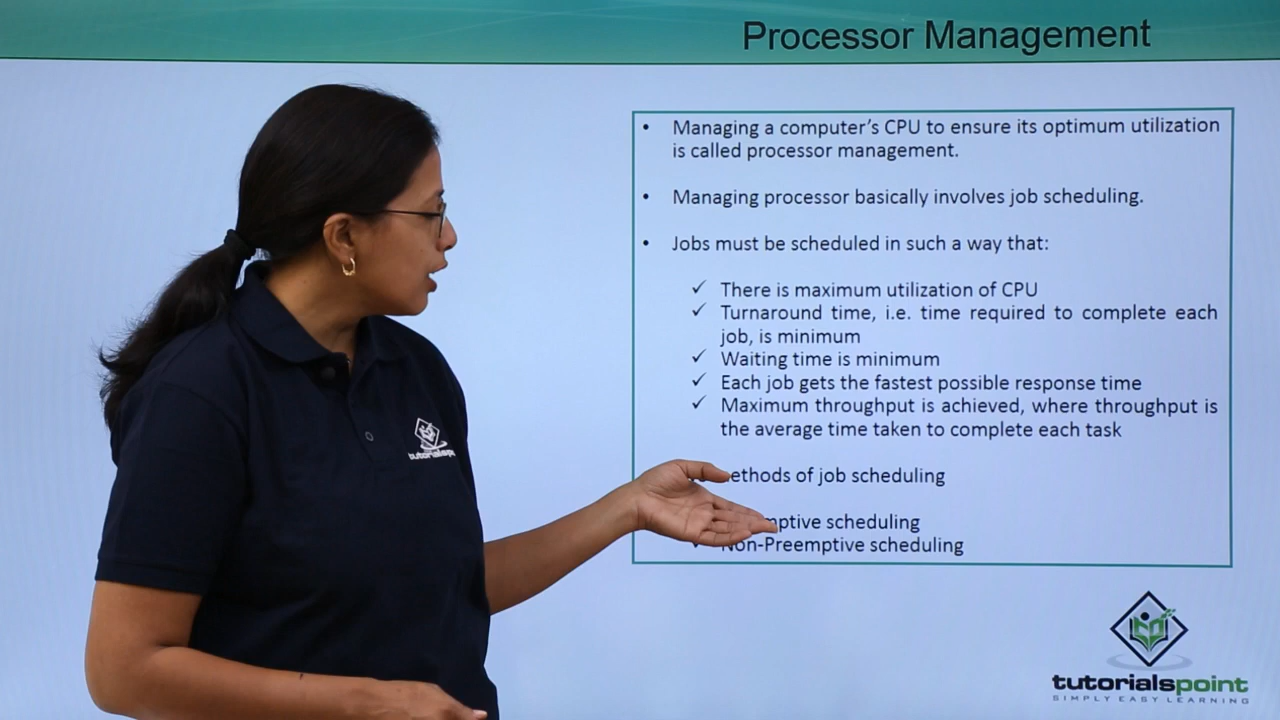 Processor Management
• Managing a computer's CPU to ensure its optimum utilization
is called processor management.
• Managing processor basically involves job scheduling.
• Jobs must be scheduled in such a way that:
✓ There is maximum utilization of CPU
✓ Turnaround time, i.e. time required to complete each
job, is minimum
✓ Waiting time is minimum
✓ Each job gets the fastest possible response time
✓ Maximum throughput is achieved, where throughput is
the average time taken to complete each task
ethods of job scheduling
mptive scheduling
Non-Preemptive scheduling
tutorialspoint
SIMPLY EASY LEARNING